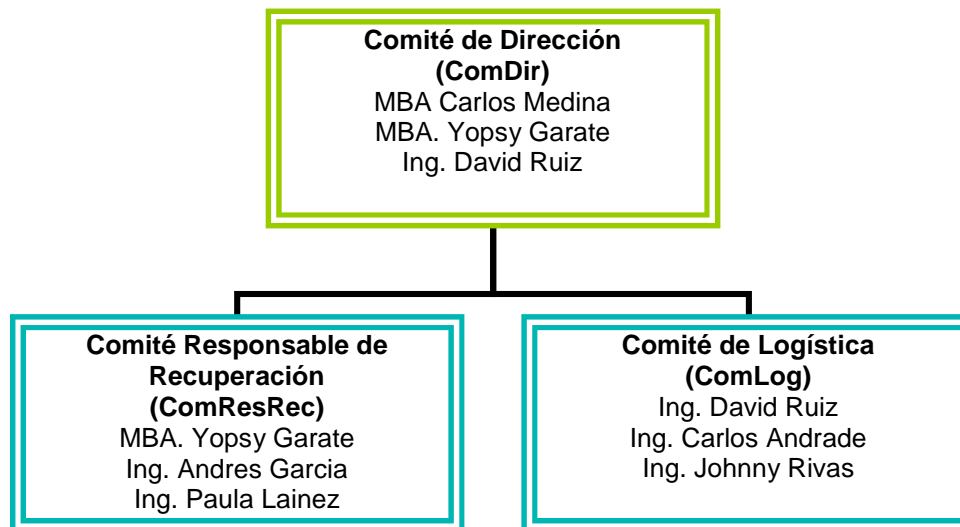 Comité de Dirección
(ComDir)
MBA Carlos Medina
MBA. Yopsy Garate
Ing. David Ruiz
Comité Responsable de
Recuperación
(ComResRec)
MBA. Yopsy Garate
Ing. Andres Garcia
Ing. Paula Lainez
Comité de Logística
(ComLog)
Ing. David Ruiz
Ing. Carlos Andrade
Ing. Johnny Rivas